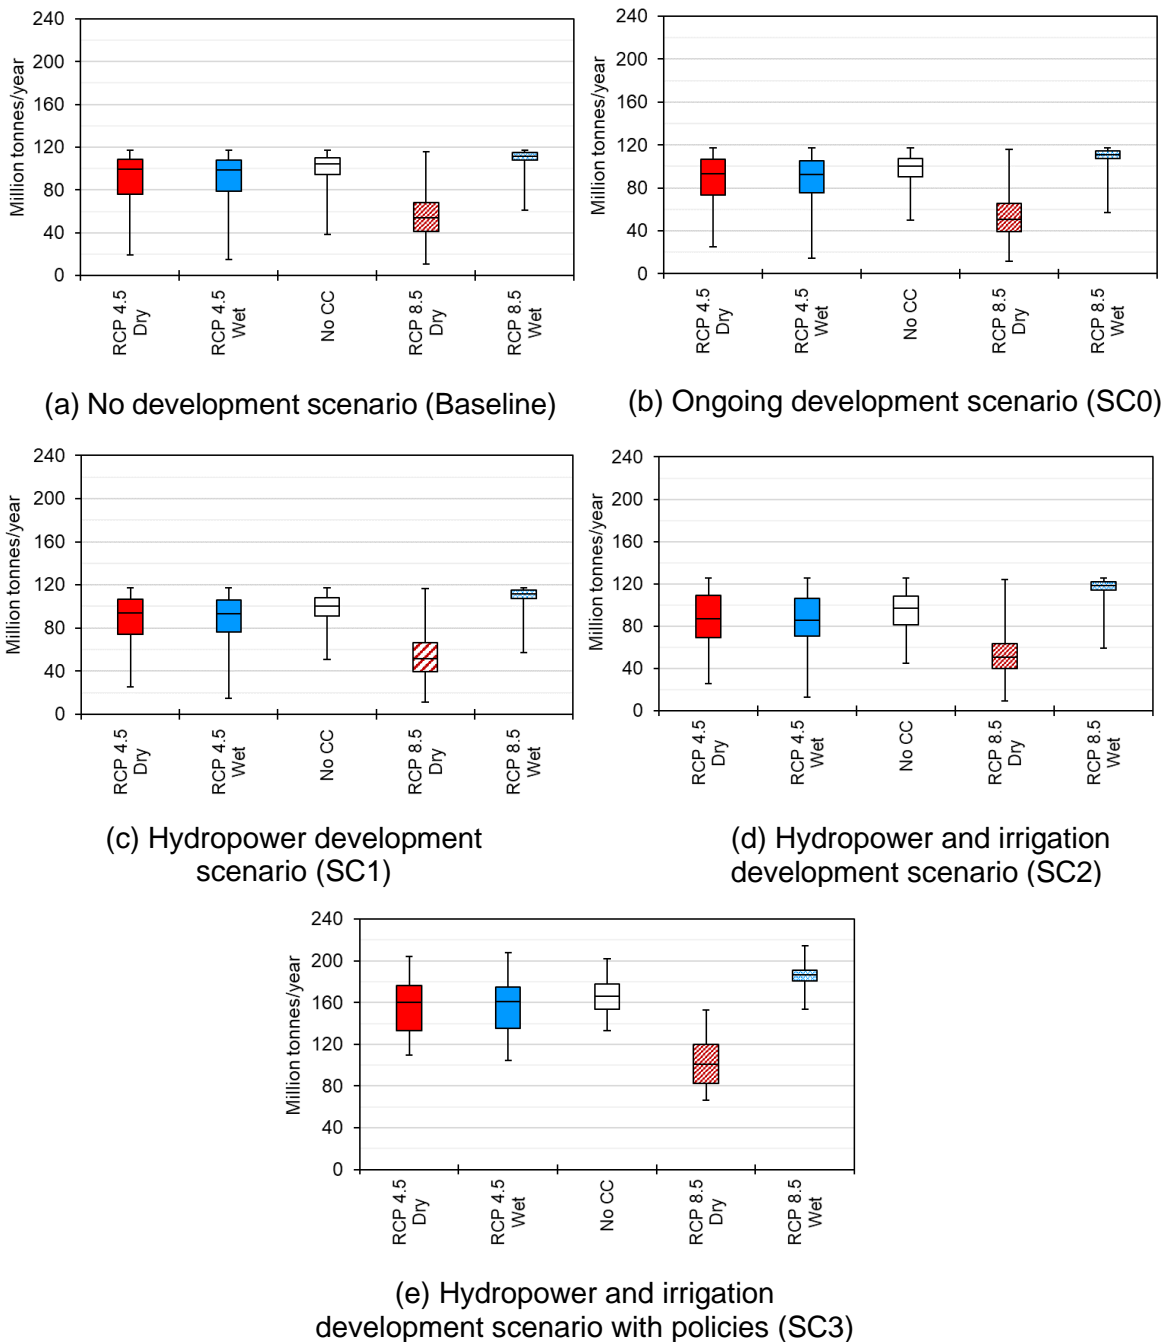 240
200
160
120
80
40
0
Million tonnes/year
RCP 4.5
Dry
RCP 4.5
Wet
No CC
RCP 8.5
Dry
RCP 8.5
Wet
(a) No development scenario (Baseline)
240
200
160
120
80
40
0
Million tonnes/year
RCP 4.5
Dry
RCP 4.5
Wet
No CC
RCP 8.5
Dry
RCP 8.5
Wet
(b) Ongoing development scenario (SC0)
240
200
160
120
80
40
0
Million tonnes/year
RCP 4.5
Dry
RCP 4.5
Wet
No CC
RCP 8.5
Dry
RCP 8.5
Wet
(c) Hydropower development
scenario (SC1)
240
200
160
120
80
40
0
Million tonnes/year
RCP 4.5
Dry
RCP 4.5
Wet
No CC
RCP 8.5
Dry
RCP 8.5
Wet
(d) Hydropower and irrigation
development scenario (SC2)
240
200
160
120
80
40
0
Million tonnes/year
RCP 4.5
Dry
RCP 4.5
Wet
No CC
RCP 8.5
Dry
RCP 8.5
Wet
(e) Hydropower and irrigation
development scenario with policies (SC3)